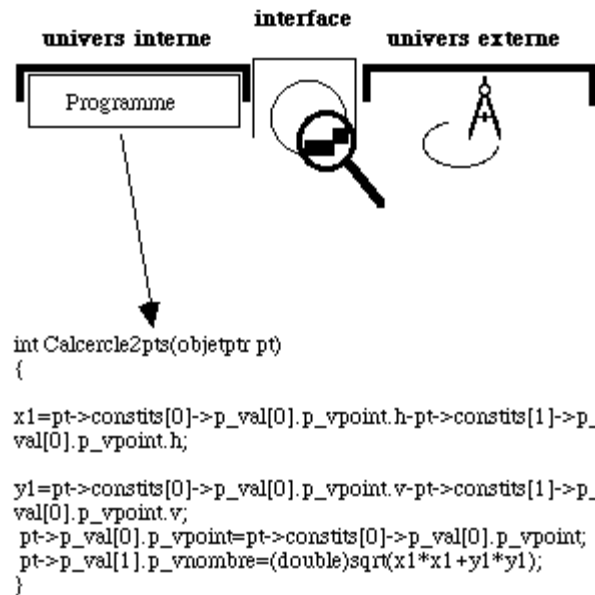 interface
univers interne
univers externe
Programme
int Calcercle2pts(objetptr pt)
{
x1=pt->constits[0]->p_val[0].p_vpoint.h-pt->constits[1]->p_
val[0].p_vpoint.h;
y1=pt->constits[0]->p_val[0].p_vpoint.v-pt->constits[1]->p_
val[0].p_vpoint.v;
pt->p_val[0].p_vpoint=pt->constits[0]->p_val[0].p_vpoint;
pt->p_val[1].p_vnombre=(double)sqrt(x1*x1+y1*y1);
}